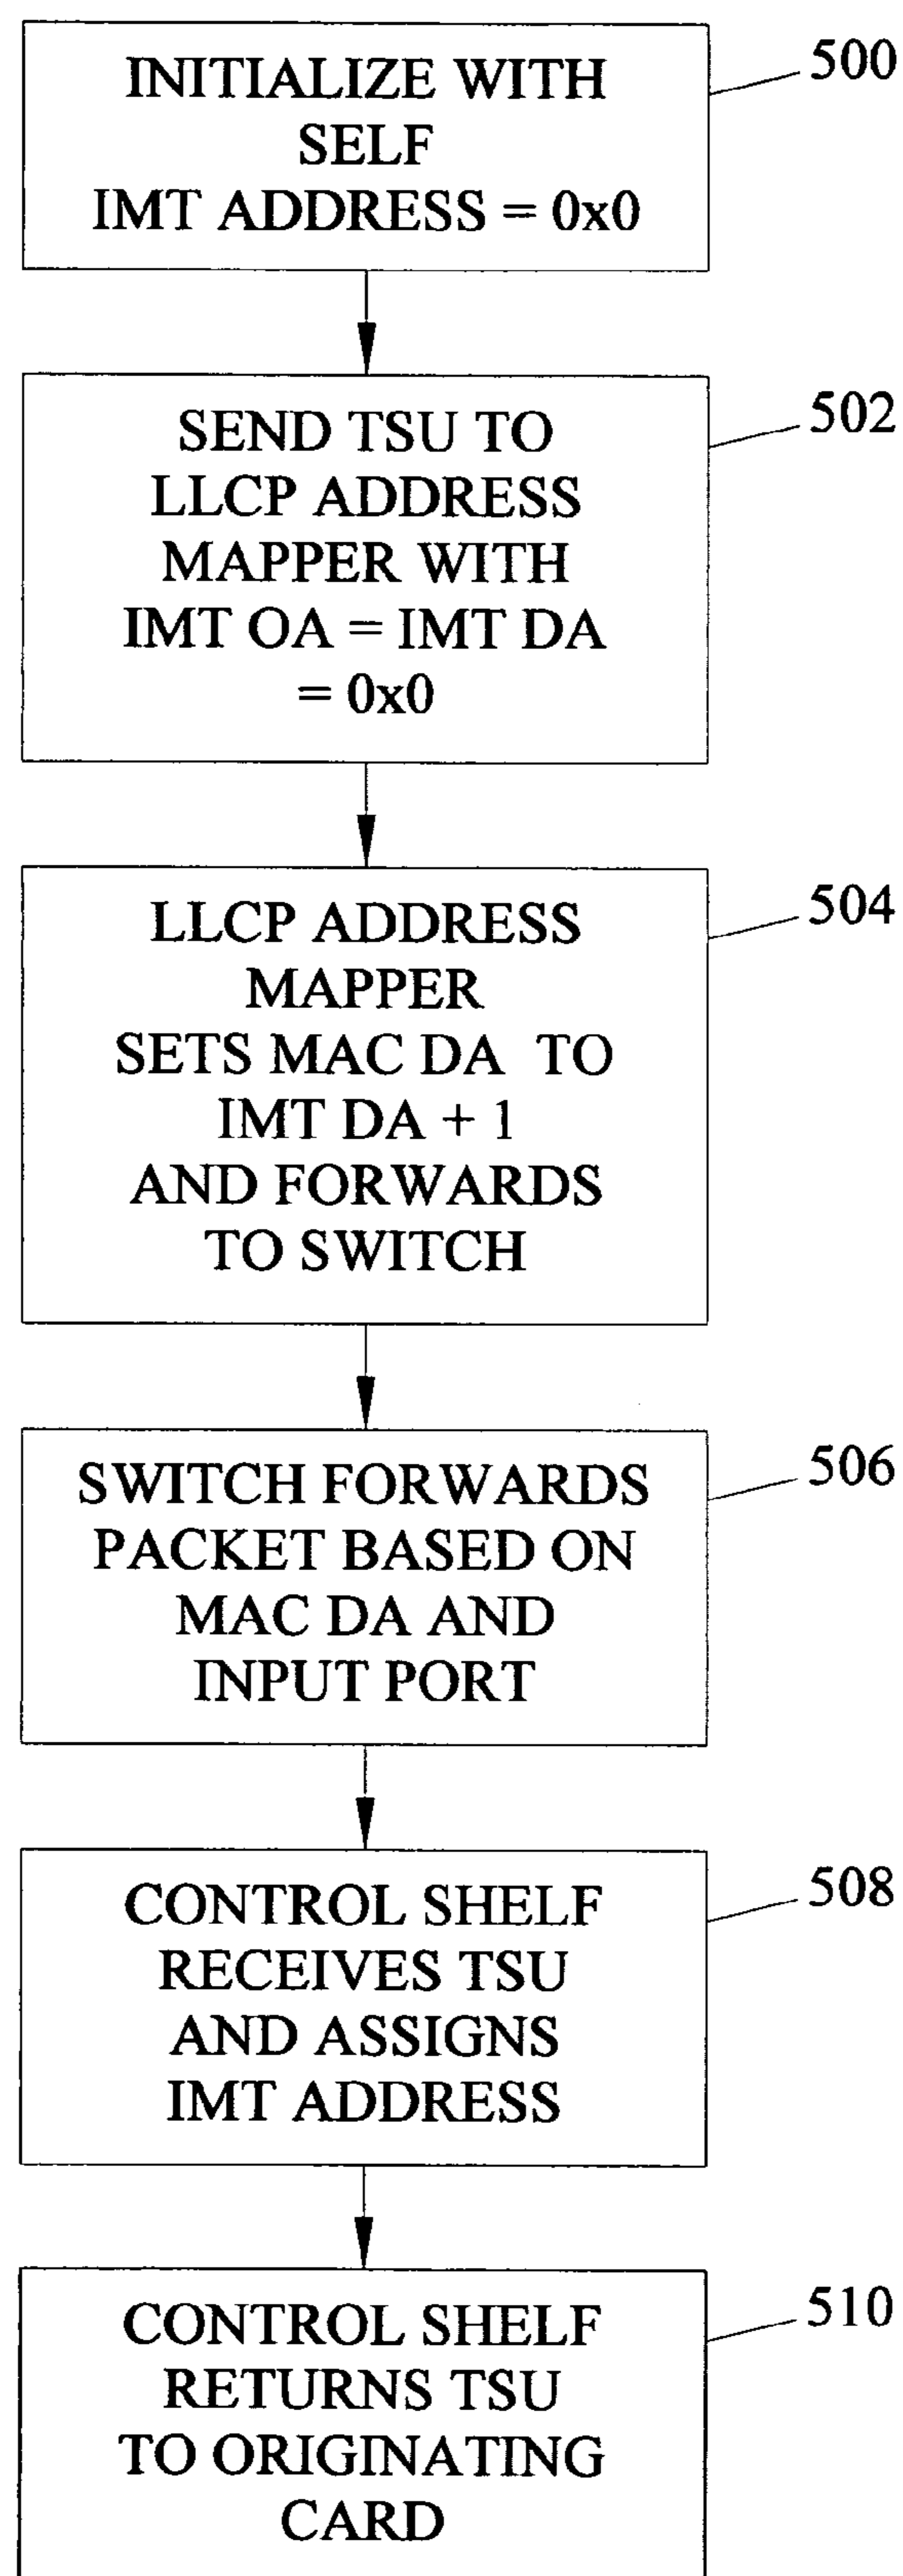 INITIALIZE WITH
SELF
IMT ADDRESS = 0x0
500
SEND TSU TO
LLCP ADDRESS
MAPPER WITH
IMT OA = IMT DA
= 0x0
502
LLCP ADDRESS
MAPPER
SETS MAC DA TO
IMT DA + 1
AND FORWARDS
TO SWITCH
504
SWITCH FORWARDS
PACKET BASED ON
MAC DA AND
INPUT PORT
506
CONTROL SHELF
RECEIVES TSU
AND ASSIGNS
IMT ADDRESS
508
CONTROL SHELF
RETURNS TSU
TO ORIGINATING
CARD
510